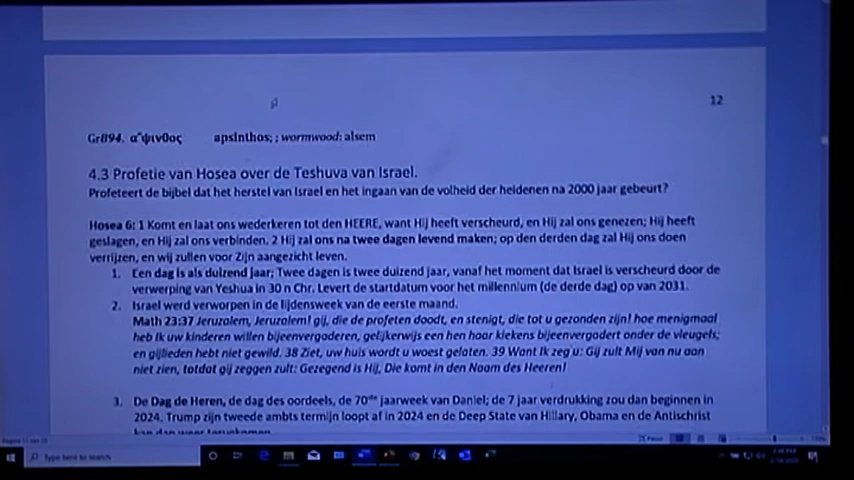 12
Gr894. αʽψινθος apsinthos; ; wormwood: alsem
4.3 Profetie van Hosea over de Teshuva van Israel.
Profeteert de bijbel dat het herstel van Israel en het ingaan van de volheid der heidenen na 2000 jaar gebeurt?
Hosea 6: 1 Komt en laat ons wederkeren tot den HEERE, want Hij heeft verscheurd, en Hij zal ons genezen; Hij heeft
geslagen, en Hij zal ons verbinden. 2 Hij zal ons na twee dagen levend maken; op den derden dag zal Hij ons doen
verrijzen, en wij zullen voor Zijn aangezicht leven.
1. Een dag is als duizend jaar; Twee dagen is twee duizend jaar, vanaf het moment dat Israel is verscheurd door de
verwerping van Yeshua in 30 n Chr. Levert de startdatum voor het millennium (de derde dag) op van 2031.
2. Israel werd verworpen in de lijdensweek van de eerste maand.
Math 23:37 Jeruzalem, Jeruzalem! gij, die de profeten doodt, en stenigt, die tot u gezonden zijn! hoe menigmaal
heb Ik uw kinderen willen bijeenvergaderen, gelijkerwijs een hen haar kiekens bijeenvergadert onder de vleugels;
en gijlieden hebt niet gewild. 38 Ziet, uw huis wordt u woest gelaten. 39 Want Ik zeg u: Gij zult Mij van nu aan
niet zien, totdat gij zeggen zult: Gezegend is Hij, Die komt in den Naam des Heeren!
3. De Dag de Heren, de dag des oordeels, de 70ste jaarweek van Daniel; de 7 jaar verdrukking zou dan beginnen in
2024. Trump zijn tweede ambts termijn loopt af in 2024 en de Deep State van Hillary, Obama en de Antichrist
kan dan weer terugkomen
Type here to search